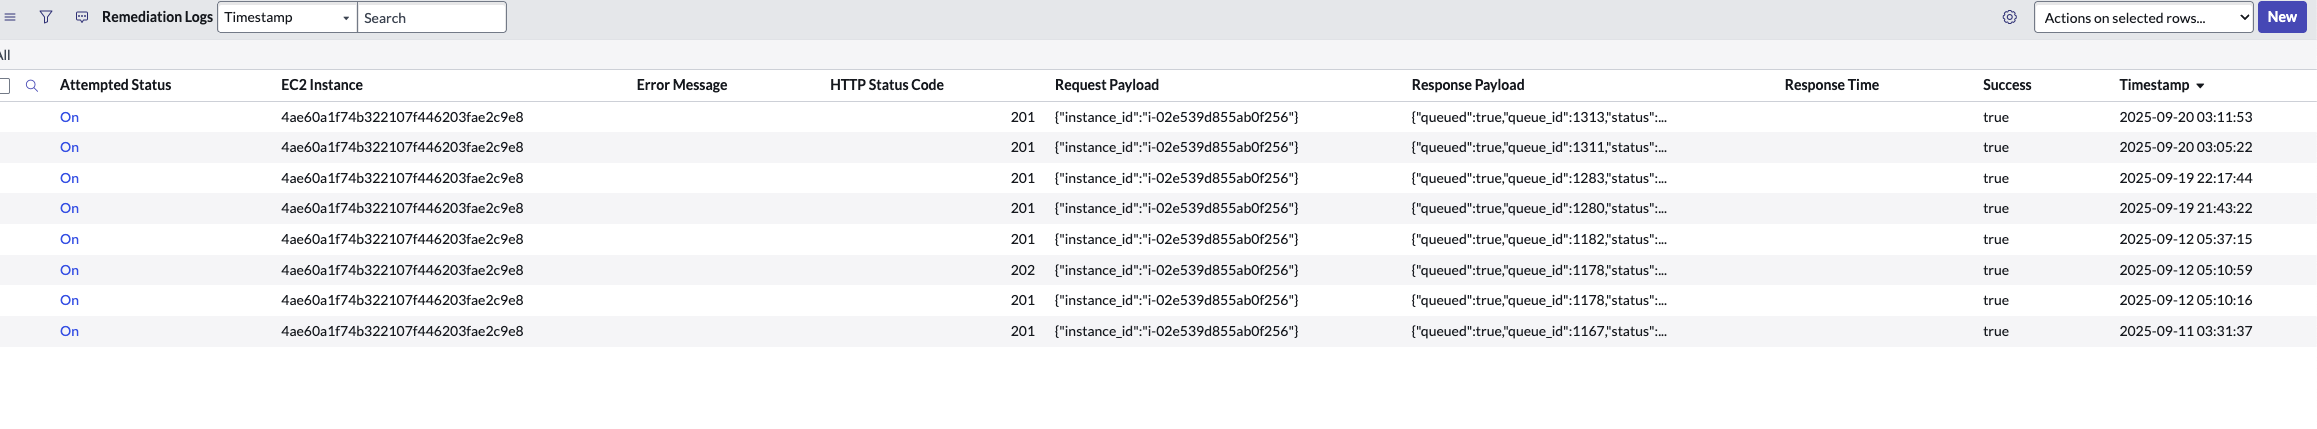 Remediation Logs Timestamp Search Actions on selected rows... New
All
Attempted Status EC2 Instance Error Message HTTP Status Code Request Payload Response Payload Response Time Success Timestamp
On 4ae60a1f74b322107f446203fae2c9e8 201 {"instance_id":"i-02e539d855ab0f256"} {"queued":true,"queue_id":1313,"status":... true 2025-09-20 03:11:53
On 4ae60a1f74b322107f446203fae2c9e8 201 {"instance_id":"i-02e539d855ab0f256"} {"queued":true,"queue_id":1311,"status":... true 2025-09-20 03:05:22
On 4ae60a1f74b322107f446203fae2c9e8 201 {"instance_id":"i-02e539d855ab0f256"} {"queued":true,"queue_id":1283,"status":... true 2025-09-19 22:17:44
On 4ae60a1f74b322107f446203fae2c9e8 201 {"instance_id":"i-02e539d855ab0f256"} {"queued":true,"queue_id":1280,"status":... true 2025-09-19 21:43:22
On 4ae60a1f74b322107f446203fae2c9e8 201 {"instance_id":"i-02e539d855ab0f256"} {"queued":true,"queue_id":1182,"status":... true 2025-09-12 05:37:15
On 4ae60a1f74b322107f446203fae2c9e8 202 {"instance_id":"i-02e539d855ab0f256"} {"queued":true,"queue_id":1178,"status":... true 2025-09-12 05:10:59
On 4ae60a1f74b322107f446203fae2c9e8 201 {"instance_id":"i-02e539d855ab0f256"} {"queued":true,"queue_id":1178,"status":... true 2025-09-12 05:10:16
On 4ae60a1f74b322107f446203fae2c9e8 201 {"instance_id":"i-02e539d855ab0f256"} {"queued":true,"queue_id":1167,"status":... true 2025-09-11 03:31:37